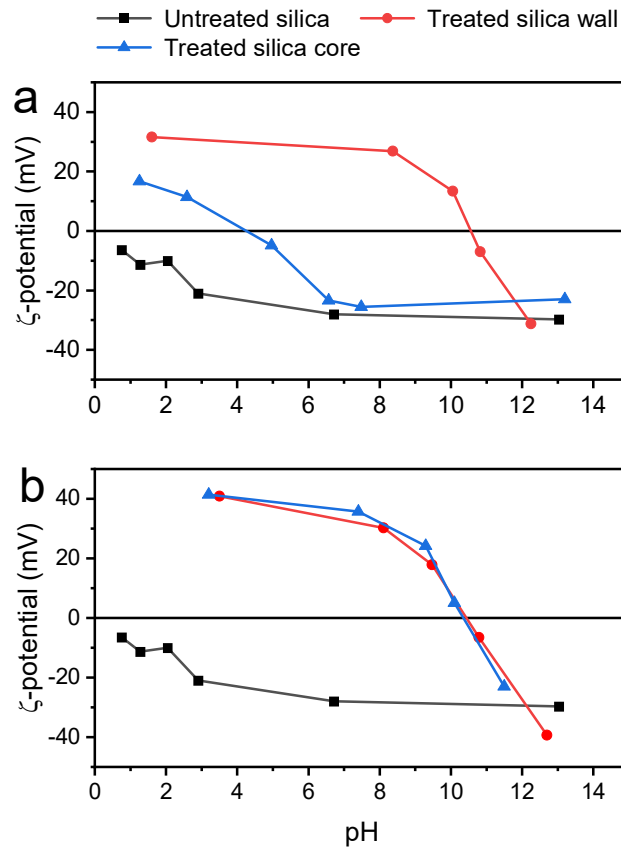 Untreated silica Treated silica wall
Treated silica core
a
40
20
0
-20
-40
ζ-potential (mV)
0 2 4 6 8 10 12 14
b
40
20
0
-20
-40
ζ-potential (mV)
0 2 4 6 8 10 12 14
pH